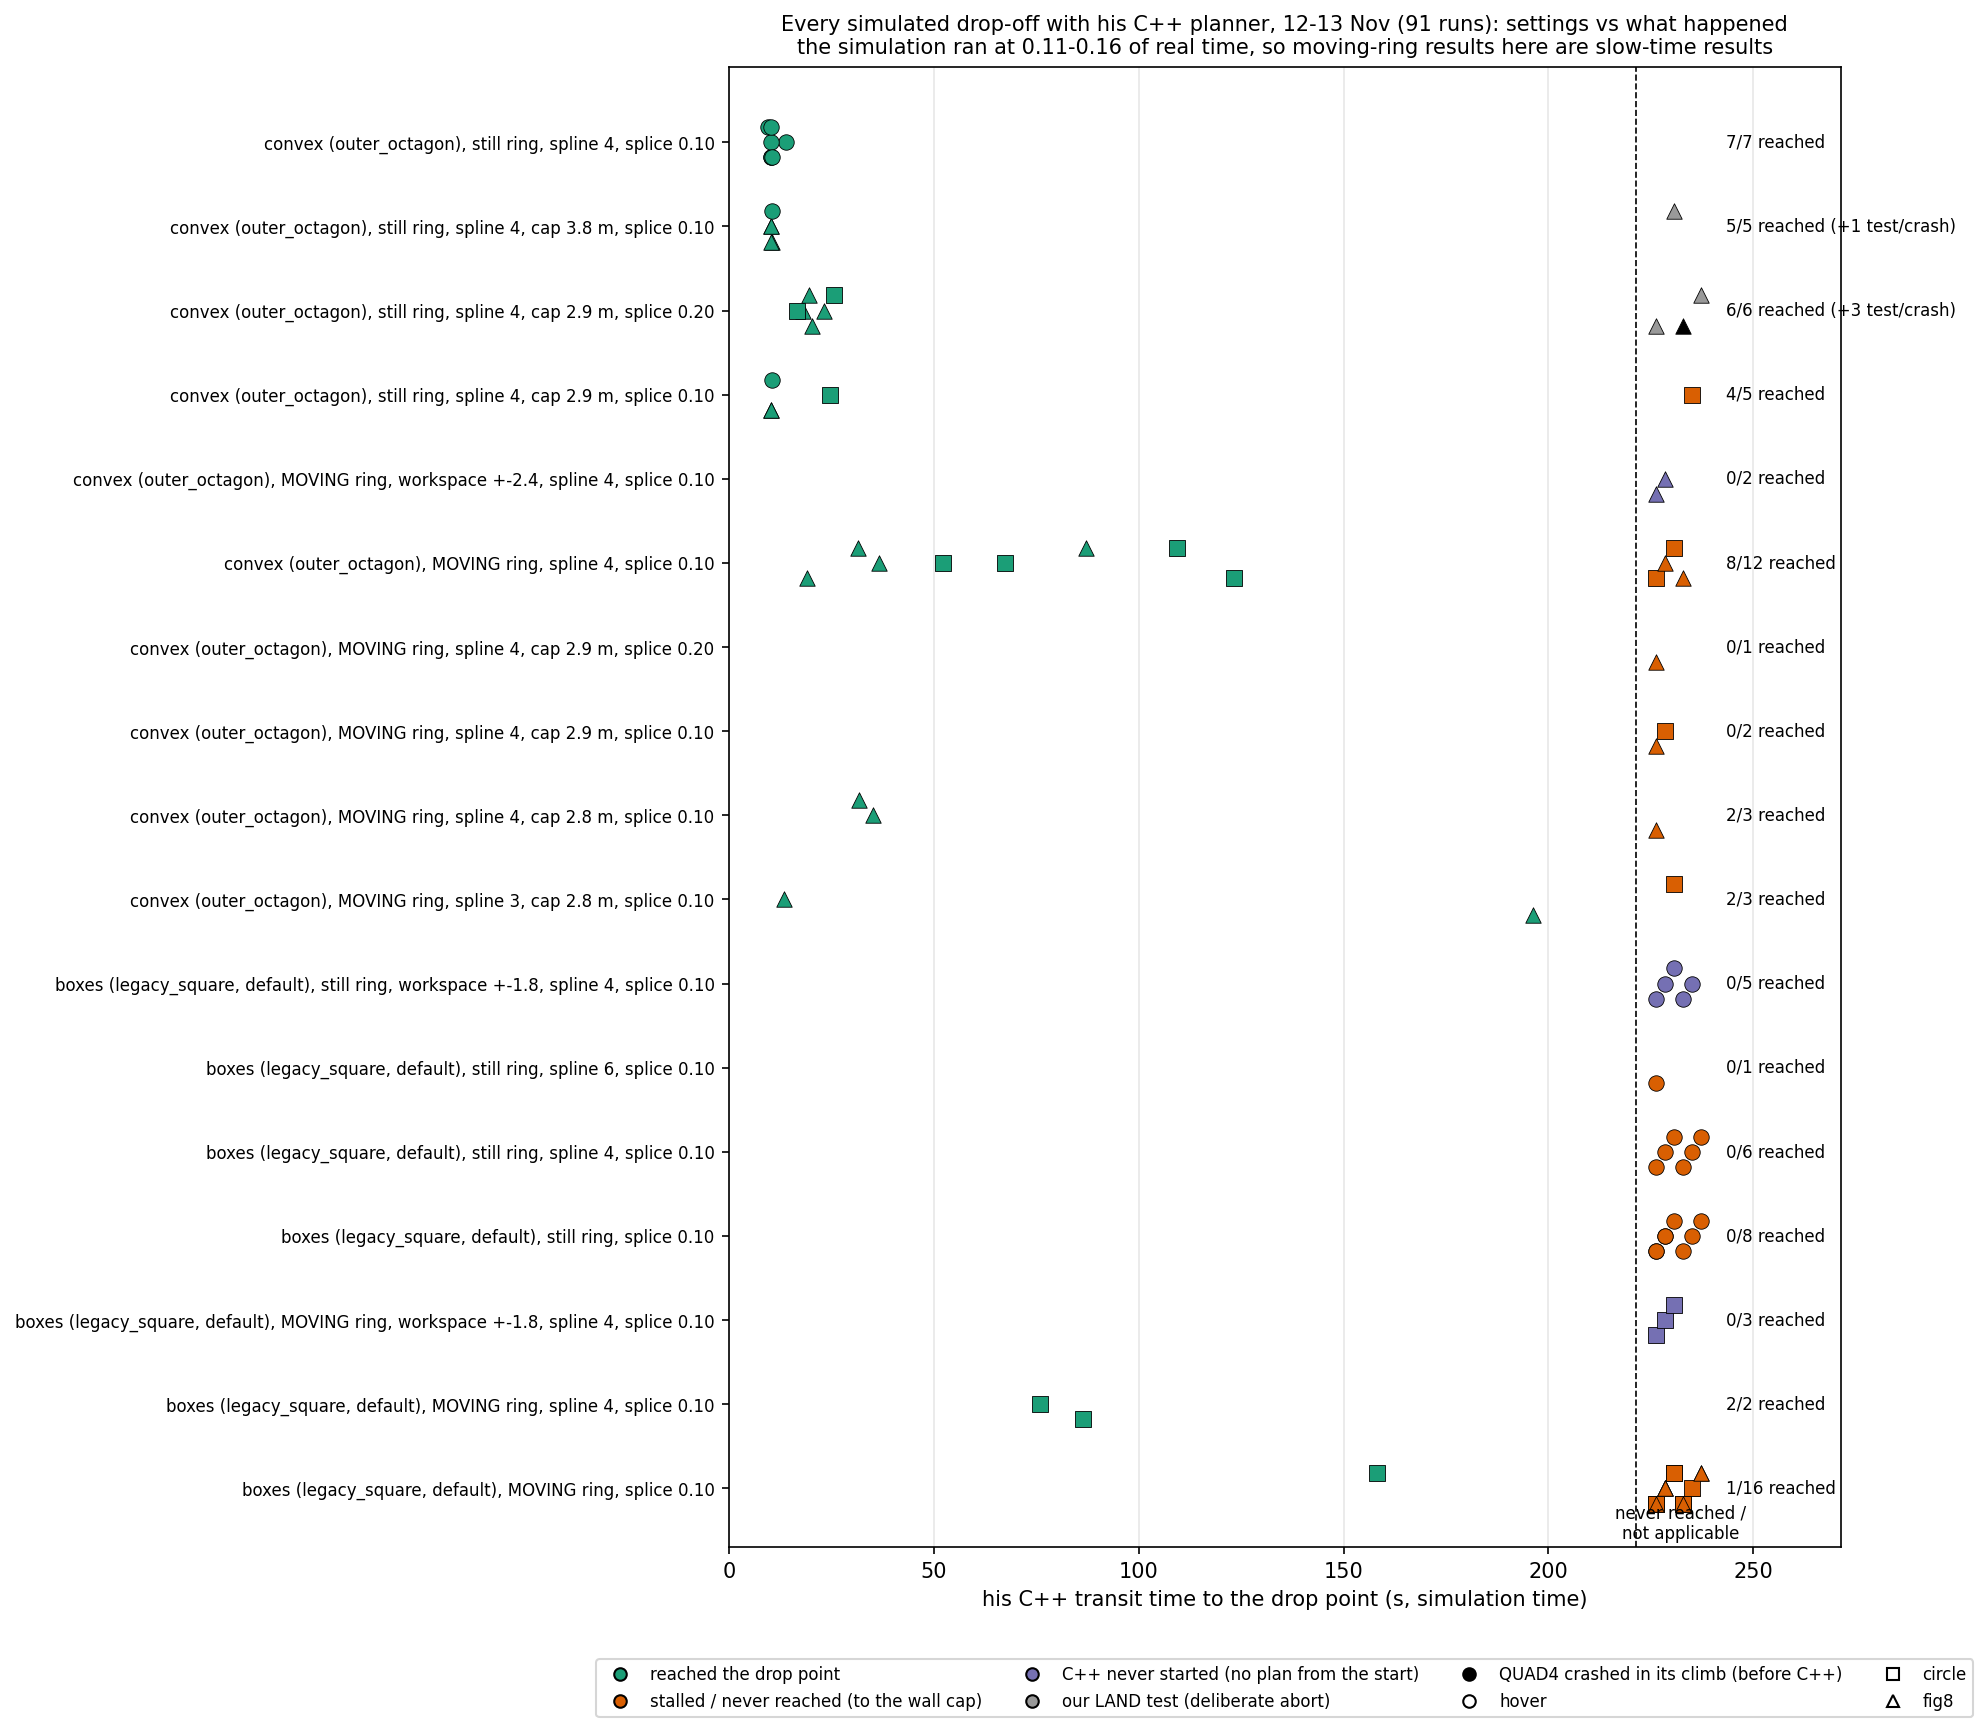 Every simulated drop-off with his C++ planner, 12-13 Nov (91 runs): settings vs what happened
the simulation ran at 0.11-0.16 of real time, so moving-ring results here are slow-time results
convex (outer_octagon), still ring, spline 4, splice 0.10
7/7 reached
convex (outer_octagon), still ring, spline 4, cap 3.8 m, splice 0.10
5/5 reached (+1 test/crash)
convex (outer_octagon), still ring, spline 4, cap 2.9 m, splice 0.20
6/6 reached (+3 test/crash)
convex (outer_octagon), still ring, spline 4, cap 2.9 m, splice 0.10
4/5 reached
convex (outer_octagon), MOVING ring, workspace +-2.4, spline 4, splice 0.10
0/2 reached
convex (outer_octagon), MOVING ring, spline 4, splice 0.10
8/12 reached
convex (outer_octagon), MOVING ring, spline 4, cap 2.9 m, splice 0.20
0/1 reached
convex (outer_octagon), MOVING ring, spline 4, cap 2.9 m, splice 0.10
0/2 reached
convex (outer_octagon), MOVING ring, spline 4, cap 2.8 m, splice 0.10
2/3 reached
convex (outer_octagon), MOVING ring, spline 3, cap 2.8 m, splice 0.10
2/3 reached
boxes (legacy_square, default), still ring, workspace +-1.8, spline 4, splice 0.10
0/5 reached
boxes (legacy_square, default), still ring, spline 6, splice 0.10
0/1 reached
boxes (legacy_square, default), still ring, spline 4, splice 0.10
0/6 reached
boxes (legacy_square, default), still ring, splice 0.10
0/8 reached
boxes (legacy_square, default), MOVING ring, workspace +-1.8, spline 4, splice 0.10
0/3 reached
boxes (legacy_square, default), MOVING ring, spline 4, splice 0.10
2/2 reached
boxes (legacy_square, default), MOVING ring, splice 0.10
1/16 reached
never reached /
not applicable
0 50 100 150 200 250
his C++ transit time to the drop point (s, simulation time)
reached the drop point
stalled / never reached (to the wall cap)
C++ never started (no plan from the start)
our LAND test (deliberate abort)
QUAD4 crashed in its climb (before C++)
hover
circle
fig8